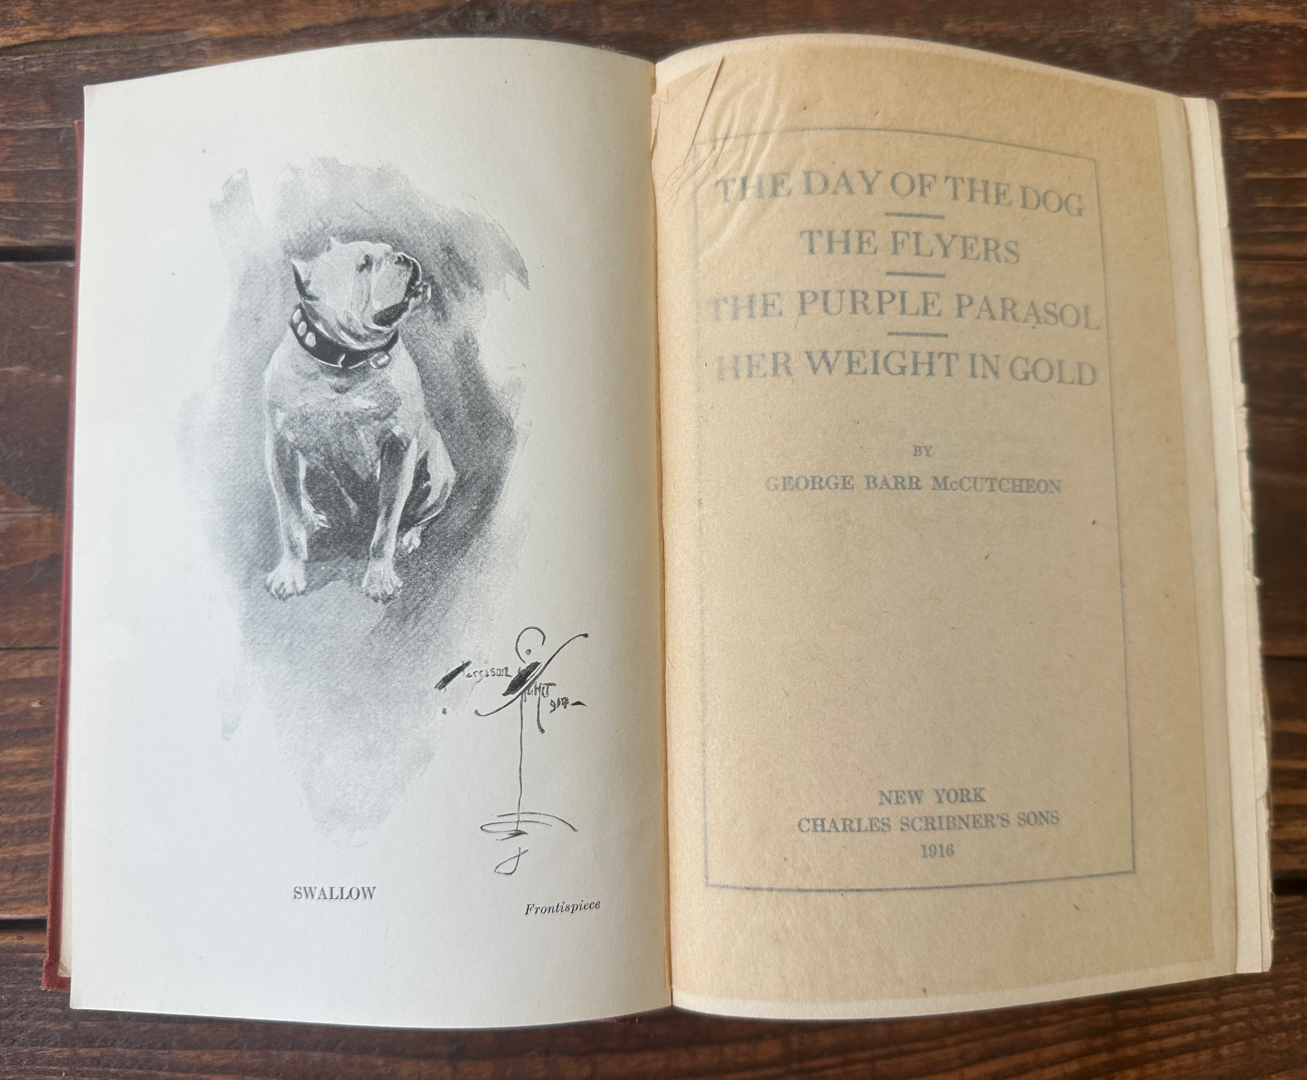 Harrison
SWALLOW
Frontispiece
THE DAY OF THE DOG
THE FLYERS
THE PURPLE PARASOL
HER WEIGHT IN GOLD
BY
GEORGE BARR McCUTCHEON
NEW YORK
CHARLES SCRIBNER'S SONS
1916